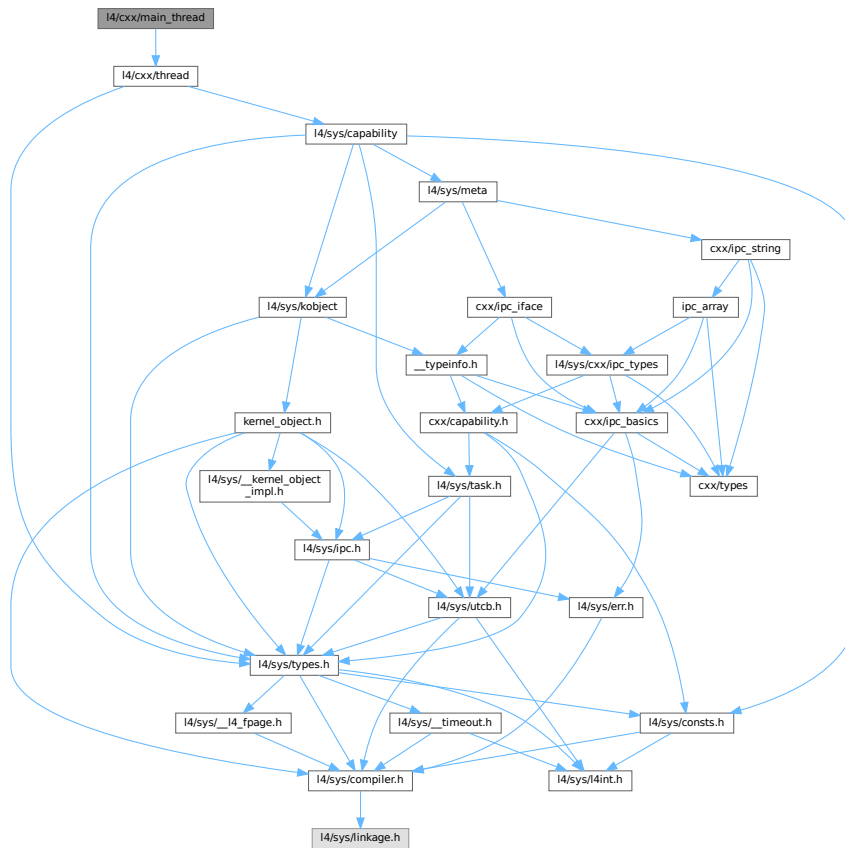 l4/cxx/main_thread
l4/cxx/thread
l4/sys/capability
l4/sys/meta
cxx/ipc_string
l4/sys/kobject
cxx/ipc_iface
ipc_array
__typeinfo.h
l4/sys/cxx/ipc_types
kernel_object.h
cxx/capability.h
cxx/ipc_basics
l4/sys/__kernel_object
_impl.h
l4/sys/task.h
cxx/types
l4/sys/ipc.h
l4/sys/utcb.h
l4/sys/err.h
l4/sys/types.h
l4/sys/__l4_fpage.h
l4/sys/__timeout.h
l4/sys/consts.h
l4/sys/compiler.h
l4/sys/l4int.h
l4/sys/linkage.h